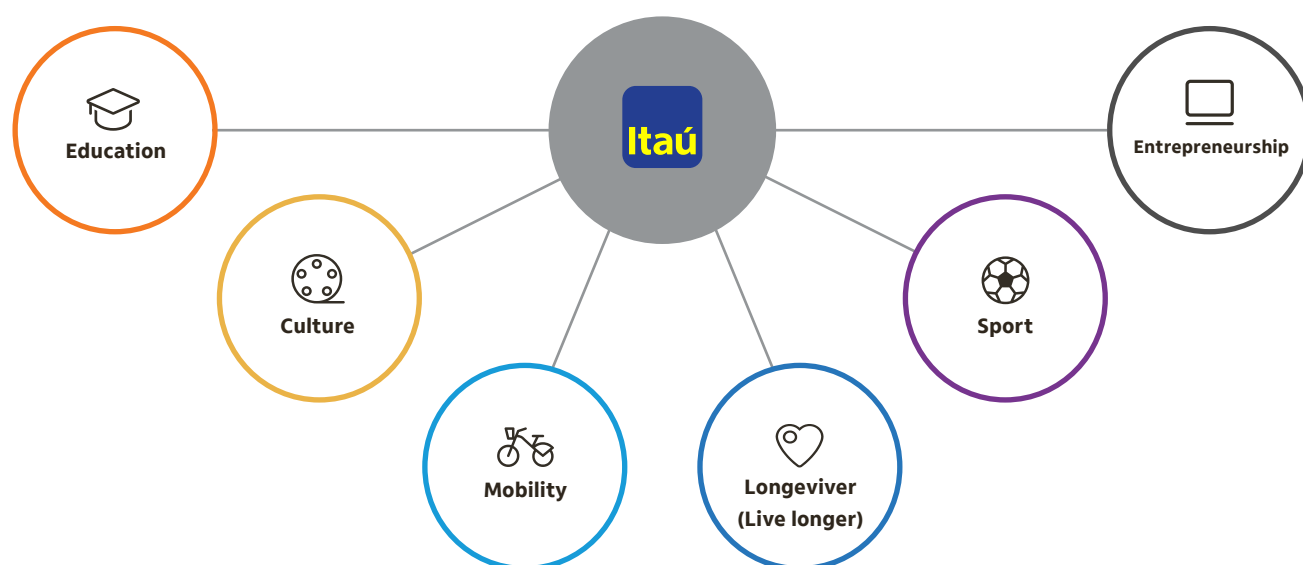 Itaú
Education
Entrepreneurship
Culture
Sport
Mobility
Longeviver
(Live longer)